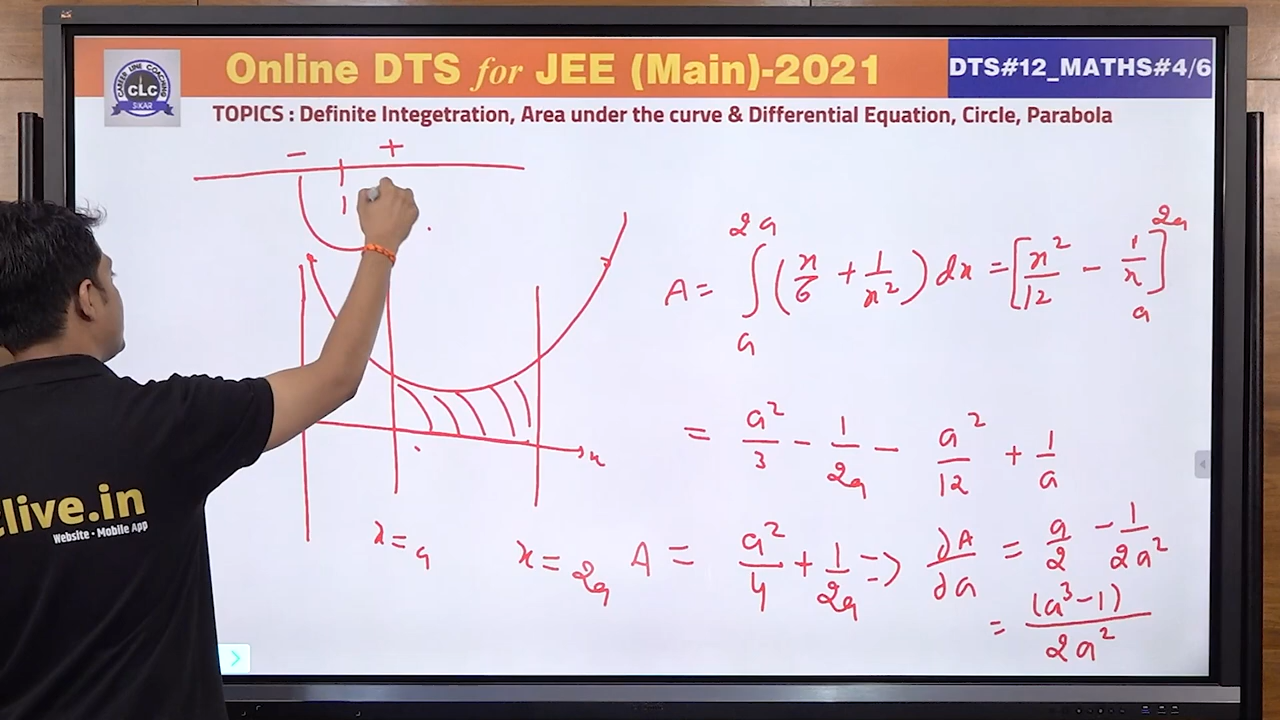 Online DTS for JEE (Main)-2021
DTS#12_MATHS#4/6
CAREER LINE COACHING
CLC
SIKAR
TOPICS : Definite Integetration, Area under the curve & Differential Equation, Circle, Parabola
− +
1
A = ∫_a^{2a} (x/6 + 1/x²) dx = [x²/12 − 1/x]_a^{2a}
= a²/3 − 1/2a − a²/12 + 1/a
x
x = a
x = 2a
A = a²/4 + 1/2a => ∂A/∂a = a/2 − 1/2a²
= (a³−1)/2a²
clive.in
Website - Mobile App